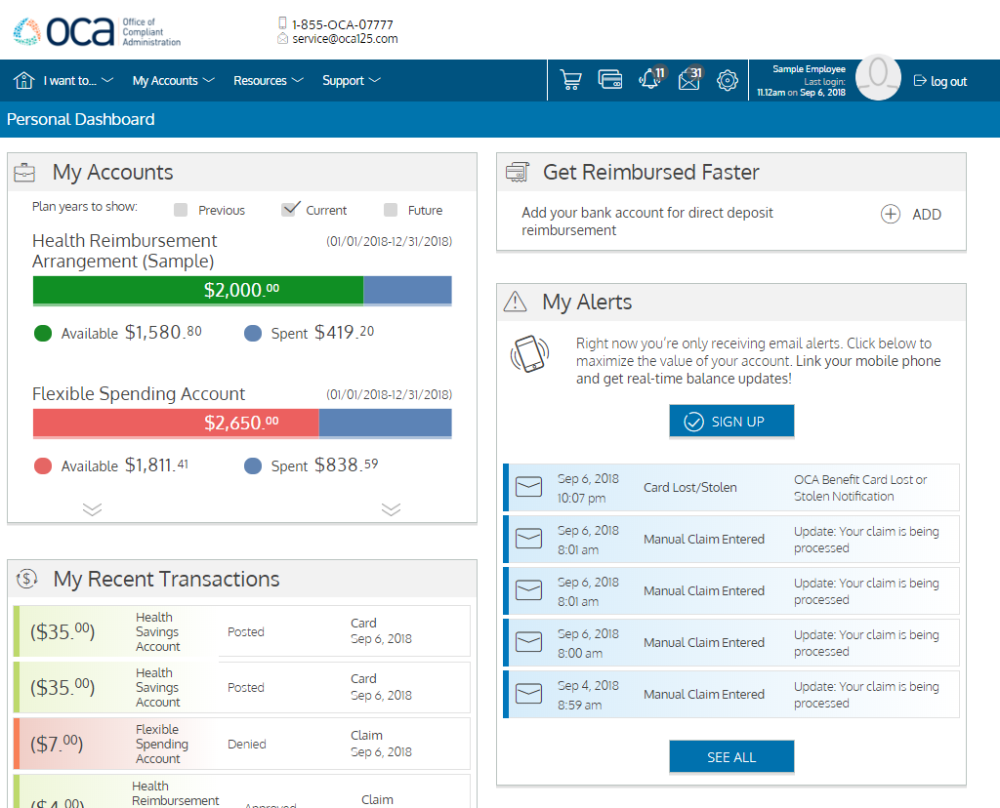 oca
Office of
Compliant
Administration
1-855-OCA-07777
service@oca125.com
I want to...
My Accounts
Resources
Support
11
31
Sample Employee
Last login:
11.12am on Sep 6, 2018
log out
Personal Dashboard
My Accounts
Plan years to show:
Previous
Current
Future
Health Reimbursement
Arrangement (Sample)
(01/01/2018-12/31/2018)
$2,000.00
Available $1,580.80
Spent $419.20
Flexible Spending Account
(01/01/2018-12/31/2018)
$2,650.00
Available $1,811.41
Spent $838.59
My Recent Transactions
($35.00)
Health
Savings
Account
Posted
Card
Sep 6, 2018
($35.00)
Health
Savings
Account
Posted
Card
Sep 6, 2018
($7.00)
Flexible
Spending
Account
Denied
Claim
Sep 6, 2018
($4.00)
Health
Reimbursement
Approved
Claim
Get Reimbursed Faster
Add your bank account for direct deposit
reimbursement
ADD
My Alerts
Right now you're only receiving email alerts. Click below to
maximize the value of your account. Link your mobile phone
and get real-time balance updates!
SIGN UP
Sep 6, 2018
10:07 pm
Card Lost/Stolen
OCA Benefit Card Lost or
Stolen Notification
Sep 6, 2018
8:01 am
Manual Claim Entered
Update: Your claim is being
processed
Sep 6, 2018
8:01 am
Manual Claim Entered
Update: Your claim is being
processed
Sep 6, 2018
8:00 am
Manual Claim Entered
Update: Your claim is being
processed
Sep 4, 2018
8:59 am
Manual Claim Entered
Update: Your claim is being
processed
SEE ALL